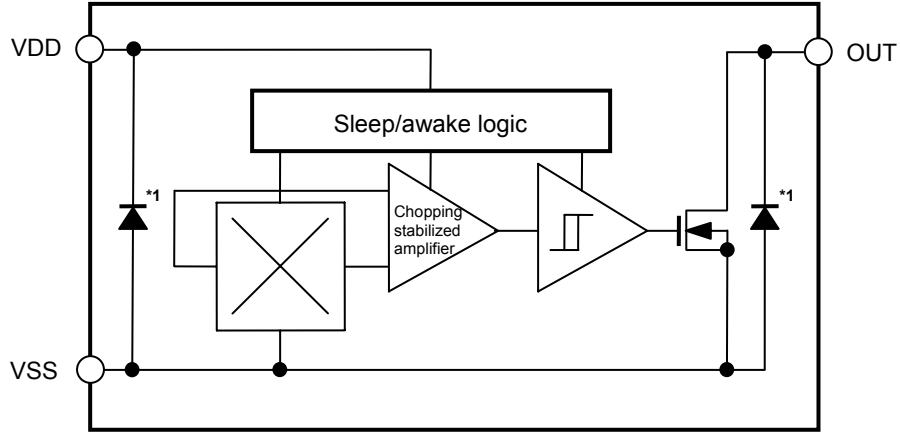 VDD
OUT
Sleep/awake logic
*1
*1
Chopping
stabilized
amplifier
VSS